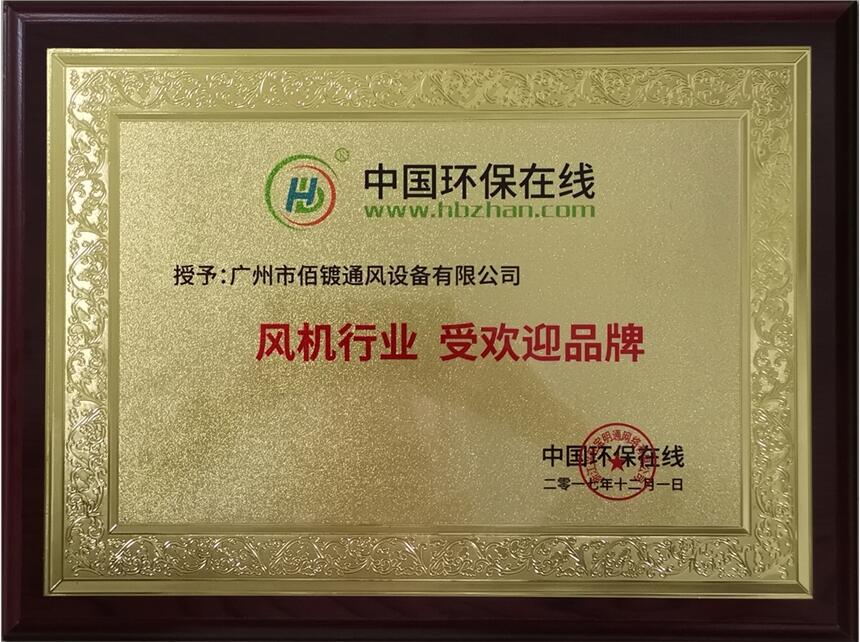 HB®
中国环保在线
www.hbzhan.com
授予:广州市佰镀通风设备有限公司
风机行业 受欢迎品牌
中国环保在线
二零一七年十二月一日